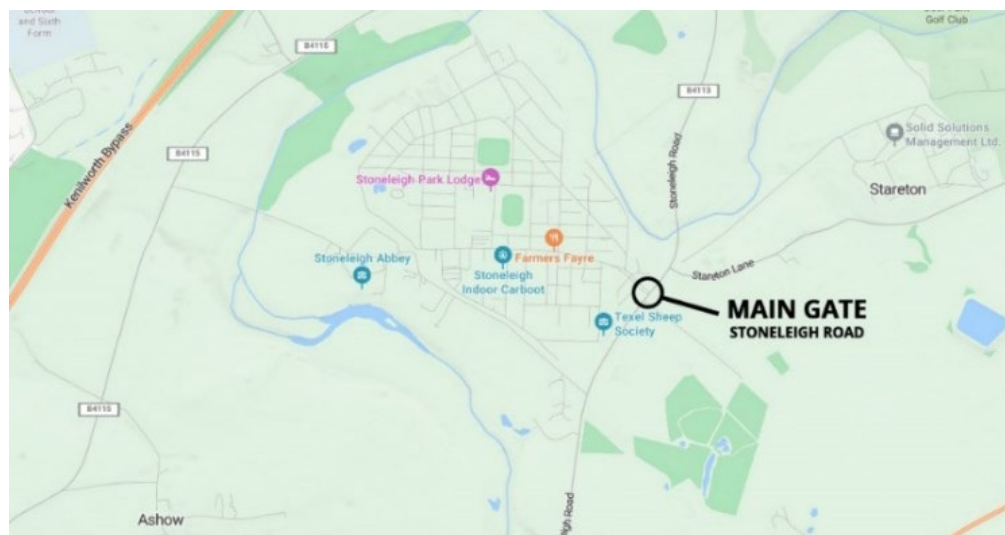 and Sixth
Form
B4115
Golf Club
B4113
Kenilworth Bypass
B4115
Stoneleigh Road
Solid Solutions
Management Ltd.
Stoneleigh Park Lodge
Stareton
Stoneleigh Abbey
Farmers Fayre
Stoneleigh
Indoor Carboot
Stareton Lane
MAIN GATE
STONELEIGH ROAD
Texel Sheep
Society
B4115
Ashow
Road